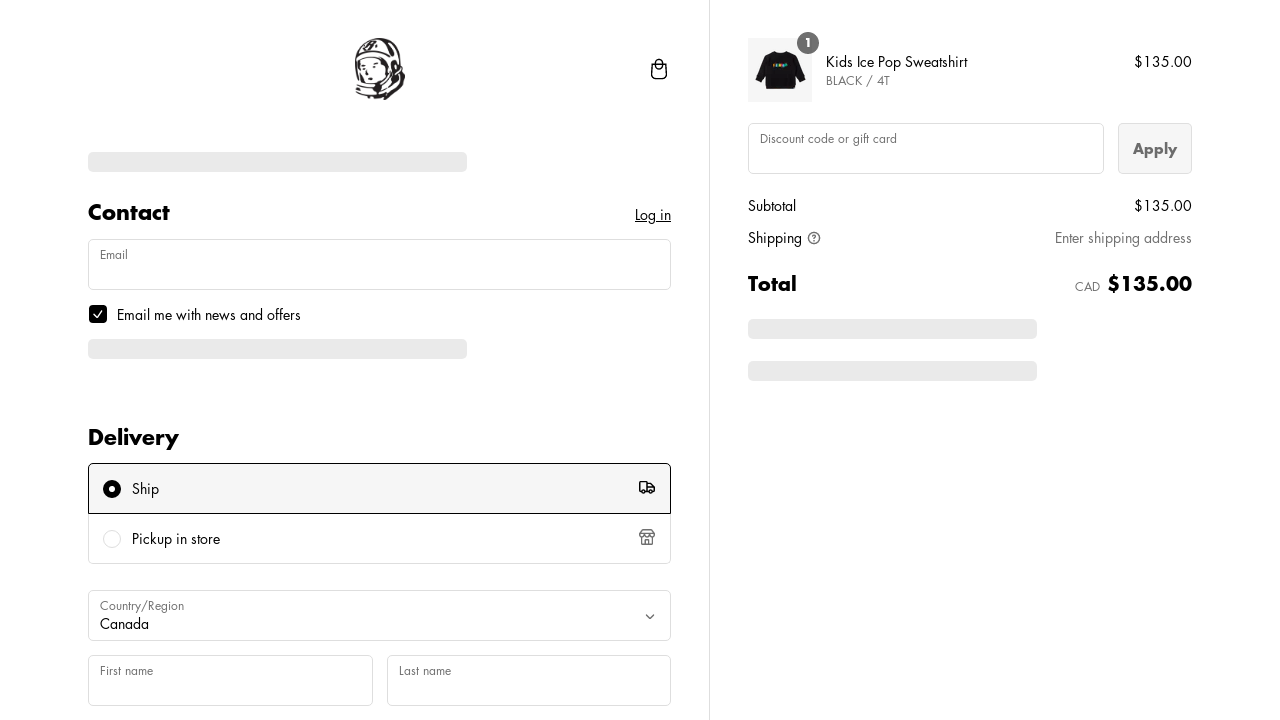 Contact
Log in
Email
Email me with news and offers
Delivery
Ship
Pickup in store
Country/Region
Canada
First name
Last name
1
Kids Ice Pop Sweatshirt
$135.00
BLACK / 4T
Discount code or gift card
Apply
Subtotal
$135.00
Shipping
Enter shipping address
Total
CAD $135.00